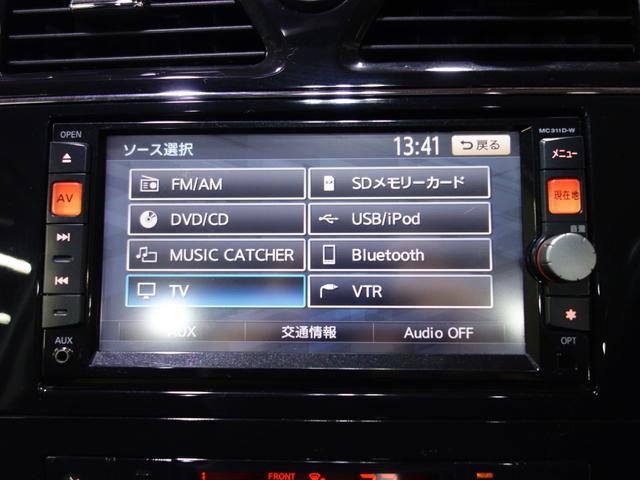 OPEN
MC311D-W
ソース選択
13:41
戻る
メニュー
AV
現在地
FM/AM
SDメモリーカード
DVD/CD
USB/iPod
音量
MUSIC CATCHER
Bluetooth
TV
VTR
AUX
交通情報
Audio OFF
AUX
OPT
FRONT